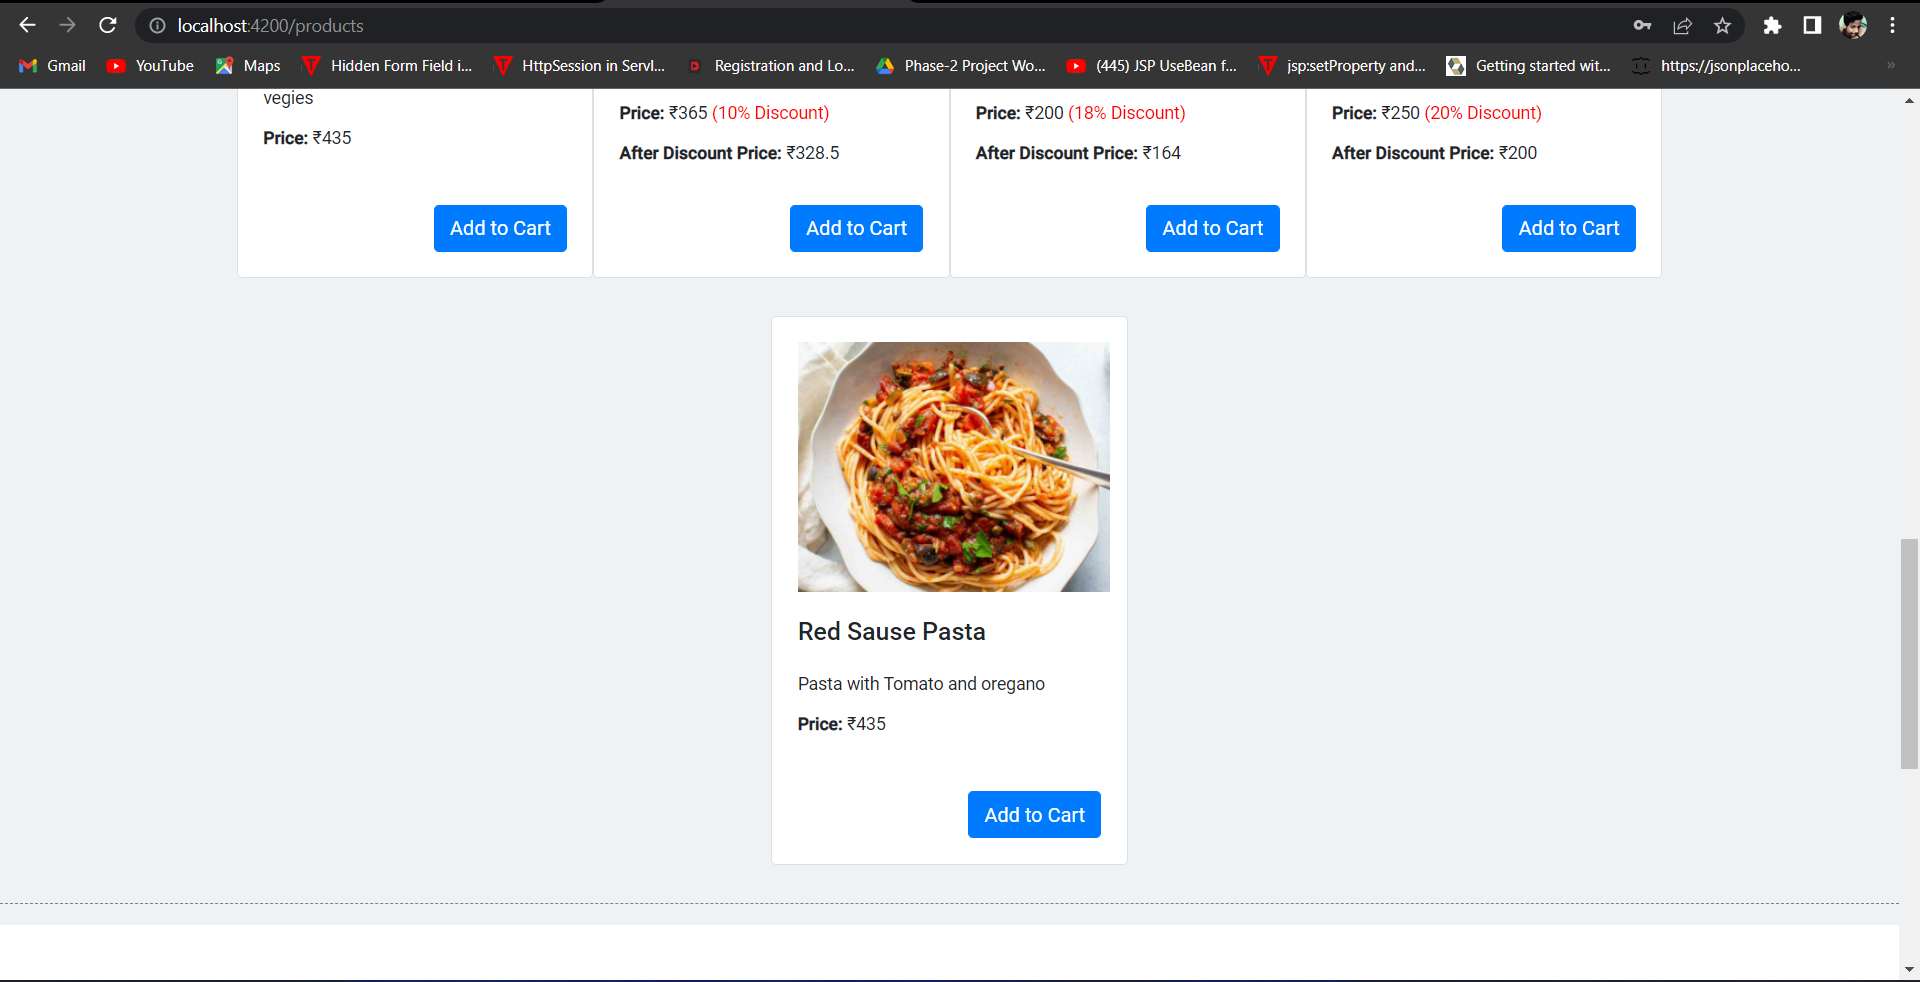 localhost:4200/products
Gmail YouTube Maps Hidden Form Field i... HttpSession in Servl... Registration and Lo... Phase-2 Project Wo... (445) JSP UseBean f... jsp:setProperty and... Getting started wit... https://jsonplaceho... »
vegies
Price: ₹435
Add to Cart
Price: ₹365 (10% Discount)
After Discount Price: ₹328.5
Add to Cart
Price: ₹200 (18% Discount)
After Discount Price: ₹164
Add to Cart
Price: ₹250 (20% Discount)
After Discount Price: ₹200
Add to Cart
Red Sause Pasta
Pasta with Tomato and oregano
Price: ₹435
Add to Cart